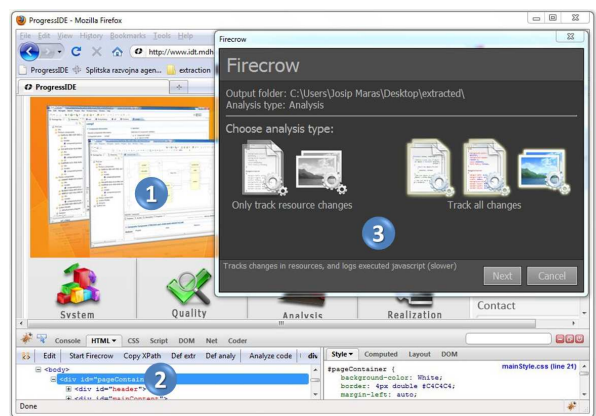 ProgressIDE - Mozilla Firefox
File Edit View History Bookmarks Tools Help
http://www.idt.mdh
ProgressIDE Splitska razvojna agen... extraction
ProgressIDE
Firecrow
Firecrow
Output folder: C:\Users\Josip Maras\Desktop\extracted\
Analysis type: Analysis
Choose analysis type:
Only track resource changes
Track all changes
1
3
Tracks changes in resources, and logs executed javascript (slower)
Next Cancel
System
Quality
Analysis
Realization
Contact
Console HTML CSS Script DOM Net Coder
Edit Start Firecrow Copy XPath Def extr Def analy Analyze code div
Style Computed Layout DOM
<body>
<div id="pageContain
<div id="header">
<div id="mainContent">
2
#pageContainer {
mainStyle.css (line 21)
background-color: White;
border: 4px double #C4C4C4;
margin-left: auto;
Done